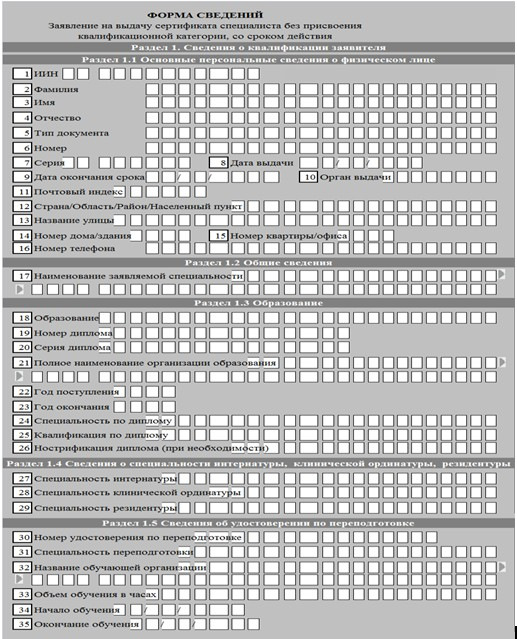 ФОРМА СВЕДЕНИЙ
Заявление на выдачу сертификата специалиста без присвоения
квалификационной категории, со сроком действия
Раздел 1. Сведения о квалификации заявителя
Раздел 1.1 Основные персональные сведения о физическом лице
1 ИИН
2 Фамилия
3 Имя
4 Отчество
5 Тип документа
6 Номер
7 Серия 8 Дата выдачи / /
9 Дата окончания срока / / 10 Орган выдачи
11 Почтовый индекс
12 Страна/Область/Район/Населенный пункт
13 Название улицы
14 Номер дома/здания 15 Номер квартиры/офиса
16 Номер телефона
Раздел 1.2 Общие сведения
17 Наименование заявляемой специальности
Раздел 1.3 Образование
18 Образование
19 Номер диплома
20 Серия диплома
21 Полное наименование организации образования
22 Год поступления
23 Год окончания
24 Специальность по диплому
25 Квалификация по диплому
26 Нострификация диплома (при необходимости)
Раздел 1.4 Сведения о специальности интернатуры, клинической ординатуры, резидентуры
27 Специальность интернатуры
28 Специальность клинической ординатуры
29 Специальность резидентуры
Раздел 1.5 Сведения об удостоверении по переподготовке
30 Номер удостоверения по переподготовке
31 Специальность переподготовки
32 Название обучающей организации
33 Объем обучения в часах
34 Начало обучения / /
35 Окончание обучения / /